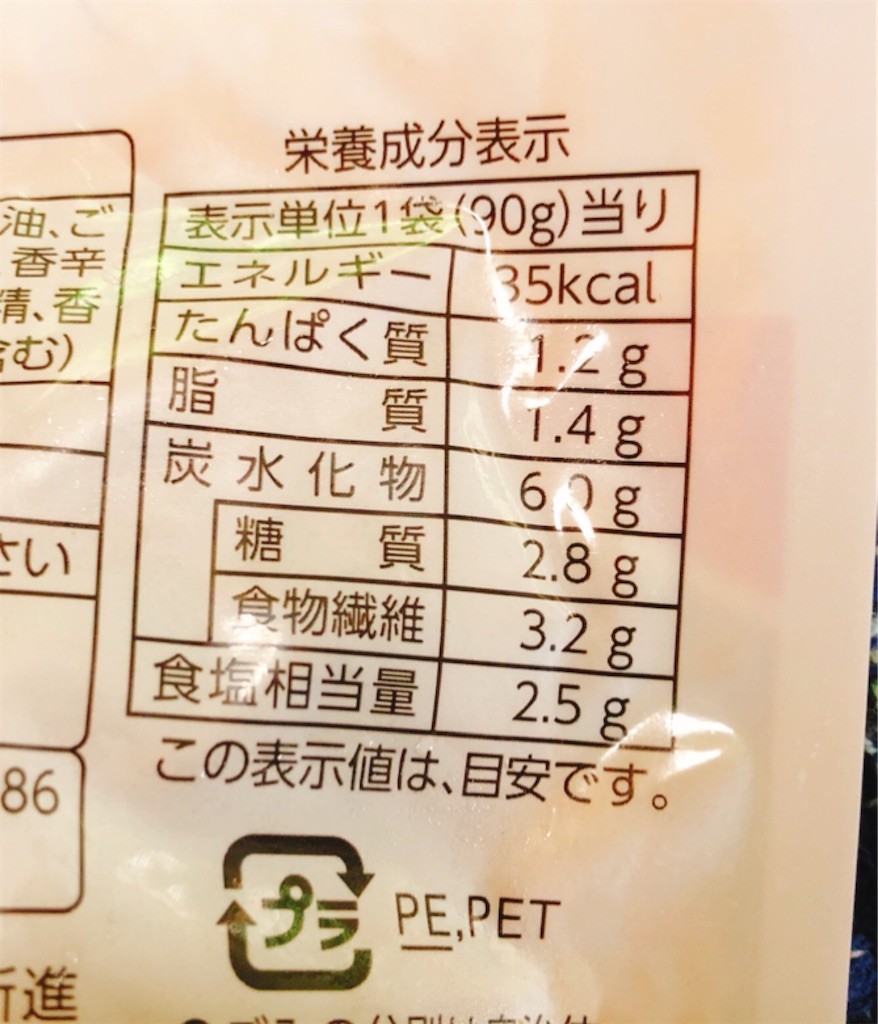 栄養成分表示
表示単位1袋(90g)当り
エネルギー 35kcal
たんぱく質 1.2g
脂質 1.4g
炭水化物 6.0g
糖質 2.8g
食物繊維 3.2g
食塩相当量 2.5g
この表示値は、目安です。
プラ PE,PET
油、ご
香辛
精、香
含む)
さい
86
新進